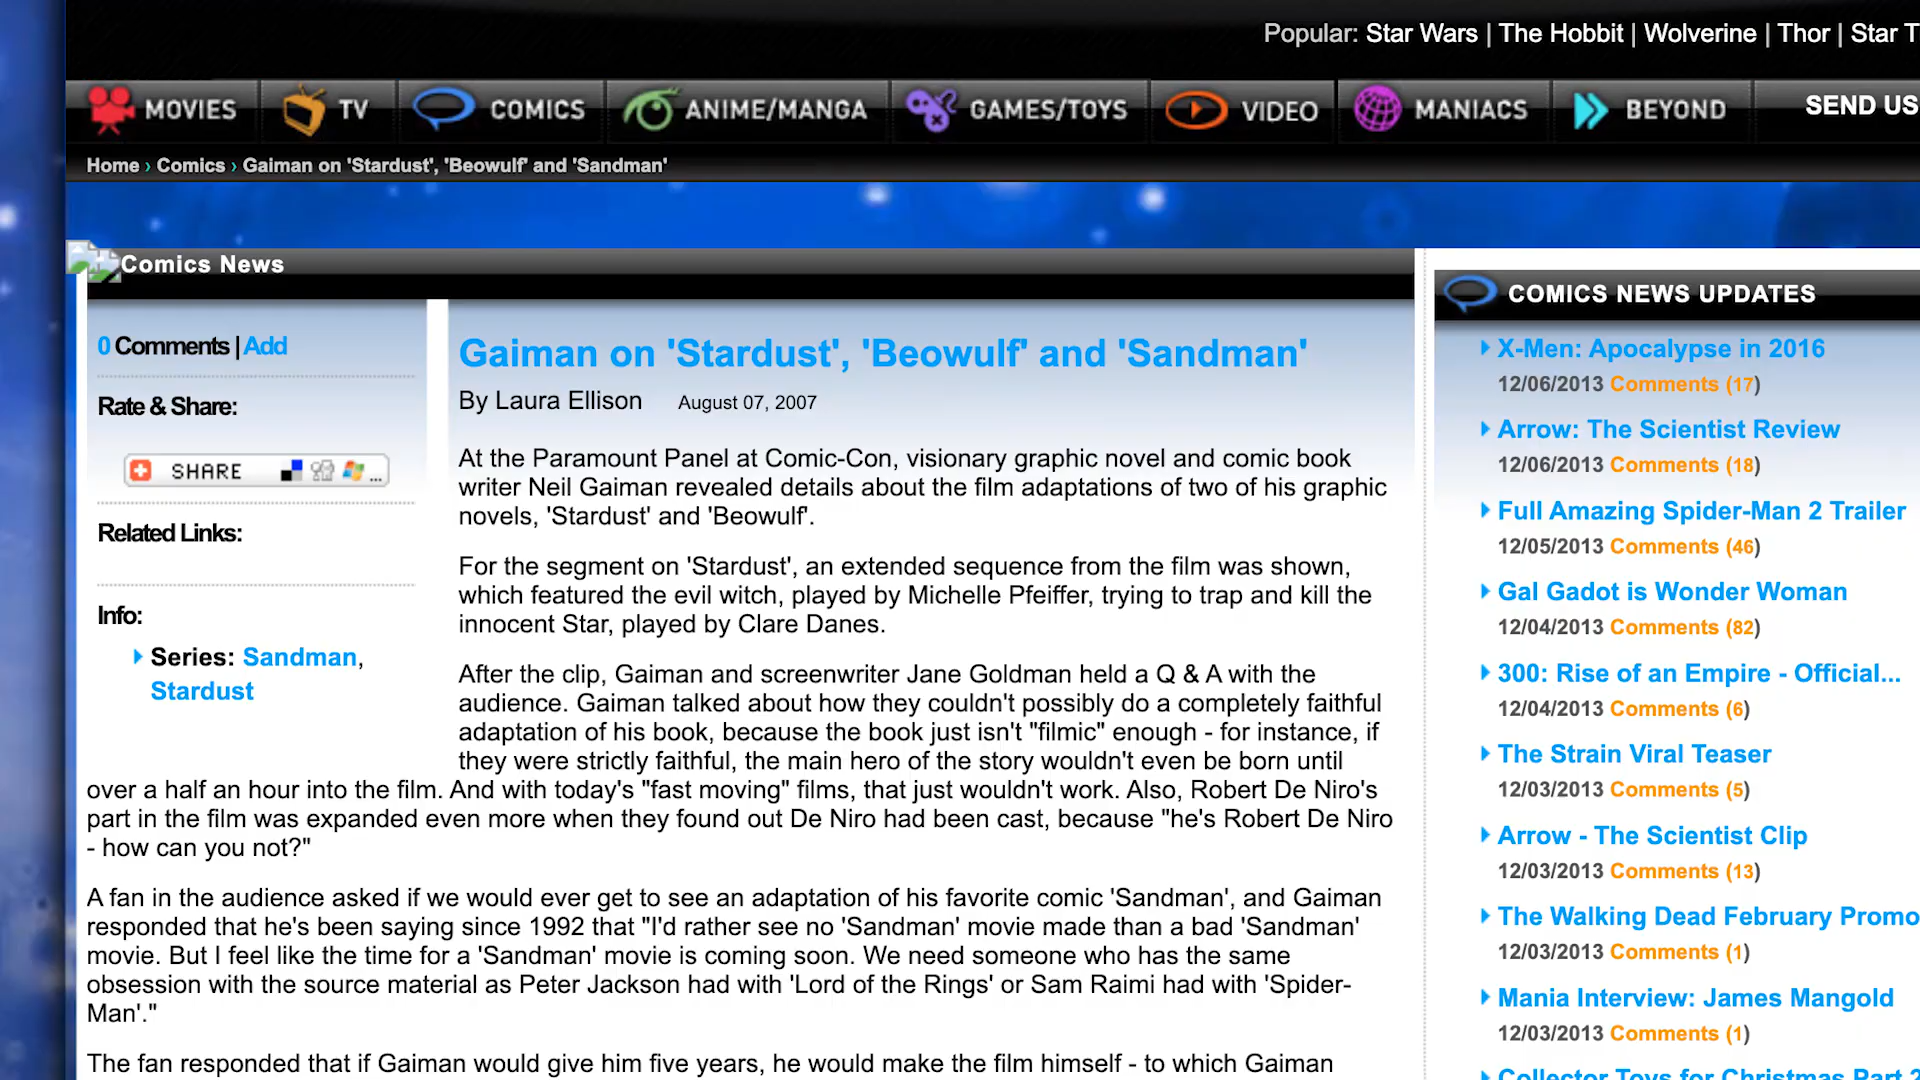 Popular: Star Wars | The Hobbit | Wolverine | Thor | Star
MOVIES TV COMICS ANIME/MANGA GAMES/TOYS VIDEO MANIACS BEYOND SEND US
Home › Comics › Gaiman on 'Stardust', 'Beowulf' and 'Sandman'
Comics News
0 Comments | Add
Rate & Share:
SHARE ...
Related Links:
Info:
Series: Sandman,
Stardust
Gaiman on 'Stardust', 'Beowulf' and 'Sandman'
By Laura Ellison August 07, 2007
At the Paramount Panel at Comic-Con, visionary graphic novel and comic book
writer Neil Gaiman revealed details about the film adaptations of two of his graphic
novels, 'Stardust' and 'Beowulf'.
For the segment on 'Stardust', an extended sequence from the film was shown,
which featured the evil witch, played by Michelle Pfeiffer, trying to trap and kill the
innocent Star, played by Clare Danes.
After the clip, Gaiman and screenwriter Jane Goldman held a Q & A with the
audience. Gaiman talked about how they couldn't possibly do a completely faithful
adaptation of his book, because the book just isn't "filmic" enough - for instance, if
they were strictly faithful, the main hero of the story wouldn't even be born until
over a half an hour into the film. And with today's "fast moving" films, that just wouldn't work. Also, Robert De Niro's
part in the film was expanded even more when they found out De Niro had been cast, because "he's Robert De Niro
- how can you not?"
A fan in the audience asked if we would ever get to see an adaptation of his favorite comic 'Sandman', and Gaiman
responded that he's been saying since 1992 that "I'd rather see no 'Sandman' movie made than a bad 'Sandman'
movie. But I feel like the time for a 'Sandman' movie is coming soon. We need someone who has the same
obsession with the source material as Peter Jackson had with 'Lord of the Rings' or Sam Raimi had with 'Spider-
Man'."
The fan responded that if Gaiman would give him five years, he would make the film himself - to which Gaiman
COMICS NEWS UPDATES
X-Men: Apocalypse in 2016
12/06/2013 Comments (17)
Arrow: The Scientist Review
12/06/2013 Comments (18)
Full Amazing Spider-Man 2 Trailer
12/05/2013 Comments (46)
Gal Gadot is Wonder Woman
12/04/2013 Comments (82)
300: Rise of an Empire - Official...
12/04/2013 Comments (6)
The Strain Viral Teaser
12/03/2013 Comments (5)
Arrow - The Scientist Clip
12/03/2013 Comments (13)
The Walking Dead February Promo
12/03/2013 Comments (1)
Mania Interview: James Mangold
12/03/2013 Comments (1)
Collector Toys for Christmas Part 2